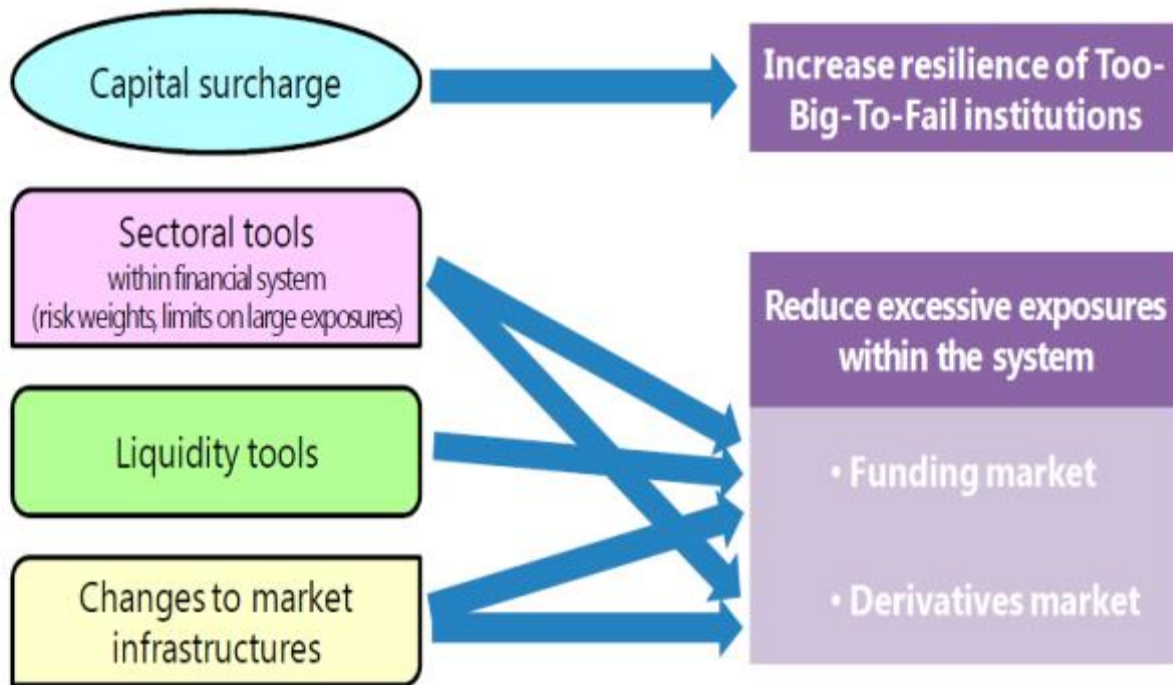 Capital surcharge
Increase resilience of Too-
Big-To-Fail institutions
Sectoral tools
within financial system
(risk weights, limits on large exposures)
Liquidity tools
Changes to market
infrastructures
Reduce excessive exposures
within the system
• Funding market
• Derivatives market